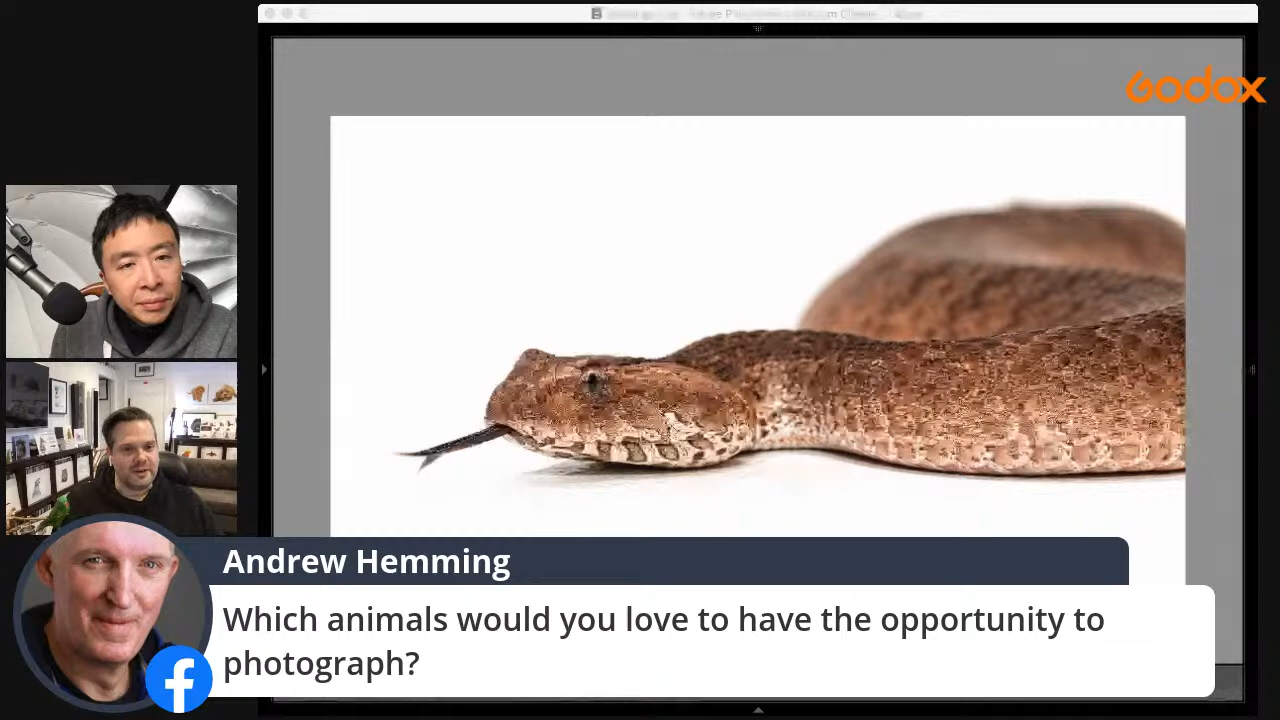 Godox
Andrew Hemming
Which animals would you love to have the opportunity to
photograph?